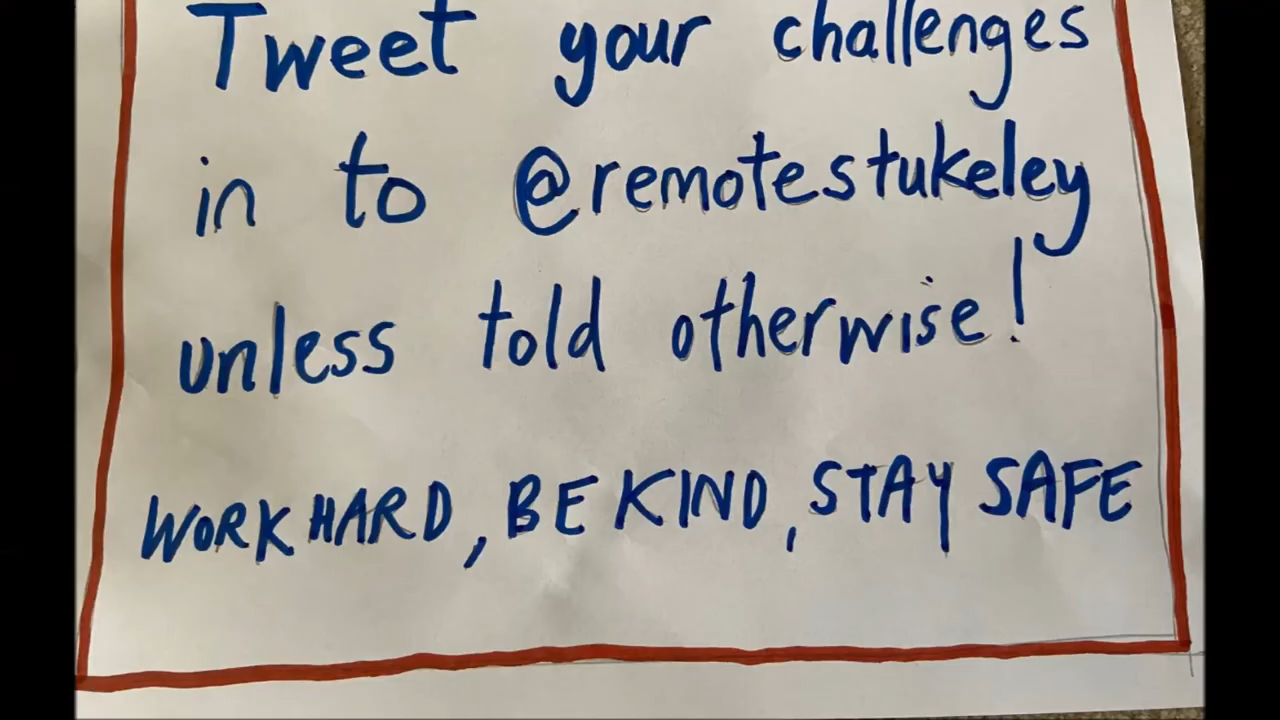 Tweet your challenges
in to @remotestukeley
unless told otherwise!
WORK HARD, BE KIND, STAY SAFE